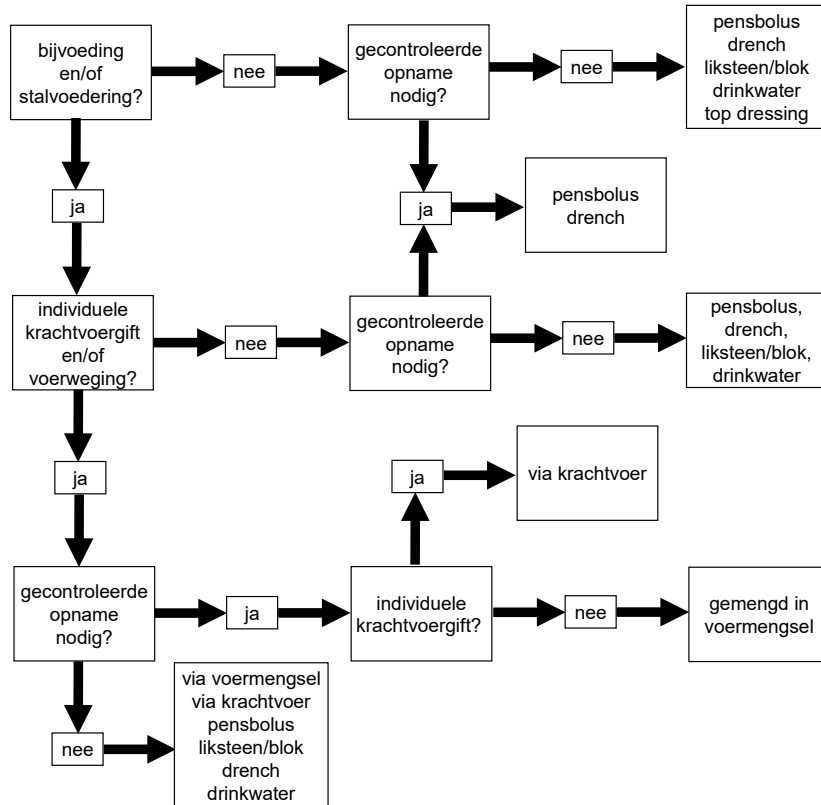 bijvoeding
en/of
stalvoedering?
nee
gecontroleerde
opname
nodig?
nee
pensbolus
drench
liksteen/blok
drinkwater
top dressing
ja
ja
pensbolus
drench
individuele
krachtvoergift
en/of
voerweging?
nee
gecontroleerde
opname
nodig?
nee
pensbolus,
drench,
liksteen/blok,
drinkwater
ja
ja
via krachtvoer
gecontroleerde
opname
nodig?
ja
individuele
krachtvoergift?
nee
gemengd in
voermengsel
nee
via voermengsel
via krachtvoer
pensbolus
liksteen/blok
drench
drinkwater